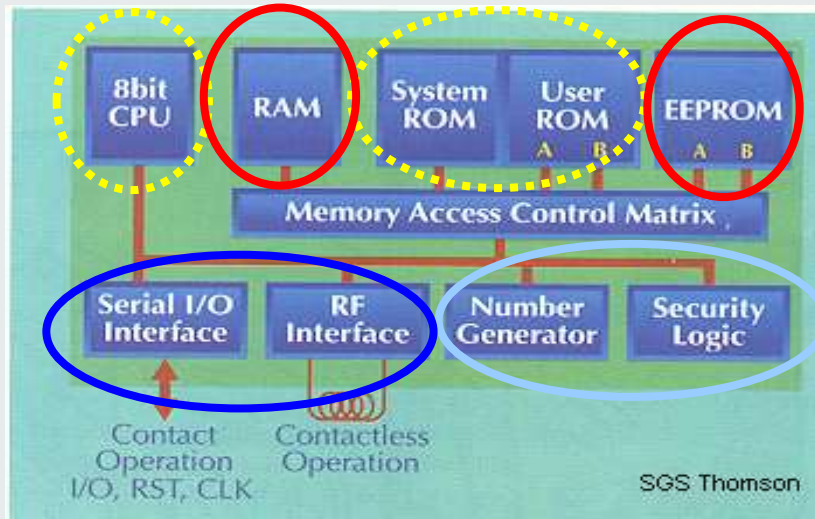 8bit
CPU
RAM
System
ROM
User
ROM
A B
EEPROM
A B
Memory Access Control Matrix
Serial I/O
Interface
RF
Interface
Number
Generator
Security
Logic
Contact
Operation
I/O, RST, CLK
Contactless
Operation
SGS Thomson